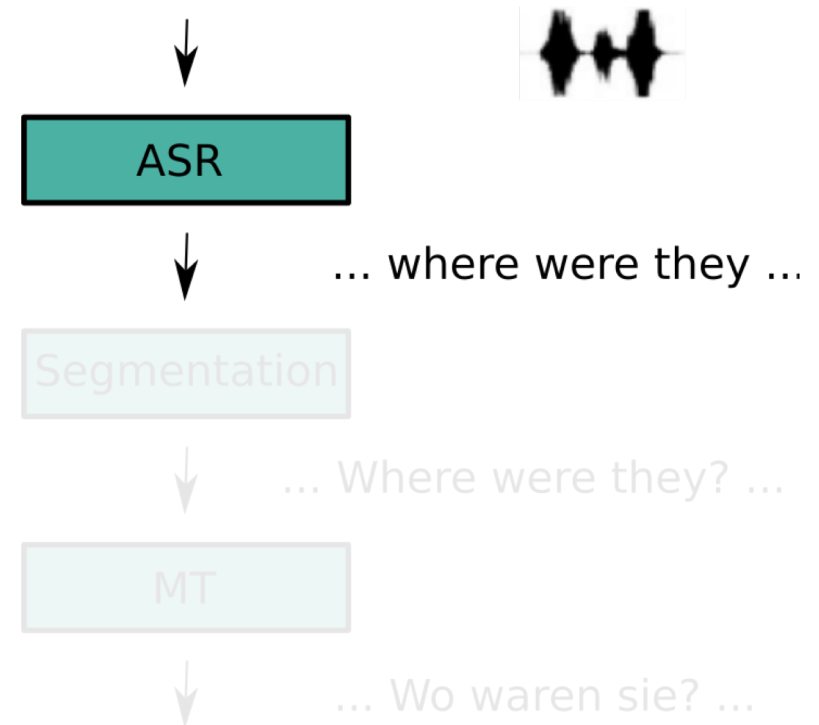 ASR
... where were they ...
Segmentation
... Where were they? ...
MT
... Wo waren sie? ...